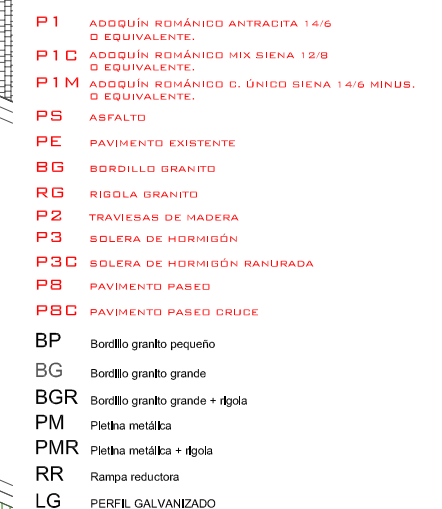 P1 ADOQUÍN ROMÁNICO ANTRACITA 14/6
O EQUIVALENTE.
P1C ADOQUÍN ROMÁNICO MIX SIENA 12/8
O EQUIVALENTE.
P1M ADOQUÍN ROMÁNICO C. ÚNICO SIENA 14/6 MINUS.
O EQUIVALENTE.
PS ASFALTO
PE PAVIMENTO EXISTENTE
BG BORDILLO GRANITO
RG RIGOLA GRANITO
P2 TRAVIESAS DE MADERA
P3 SOLERA DE HORMIGÓN
P3C SOLERA DE HORMIGÓN RANURADA
P8 PAVIMENTO PASEO
P8C PAVIMENTO PASEO CRUCE
BP Bordillo granito pequeño
BG Bordillo granito grande
BGR Bordillo granito grande + rigola
PM Pletina metálica
PMR Pletina metálica + rigola
RR Rampa reductora
LG PERFIL GALVANIZADO